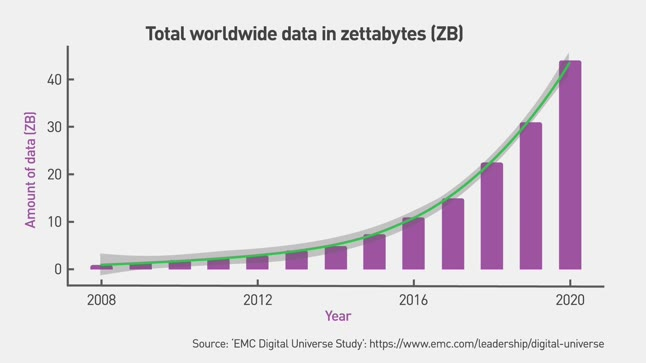 Total worldwide data in zettabytes (ZB)
Amount of data (ZB)
40
30
20
10
0
2008 2012 2016 2020
Year
Source: 'EMC Digital Universe Study': https://www.emc.com/leadership/digital-universe